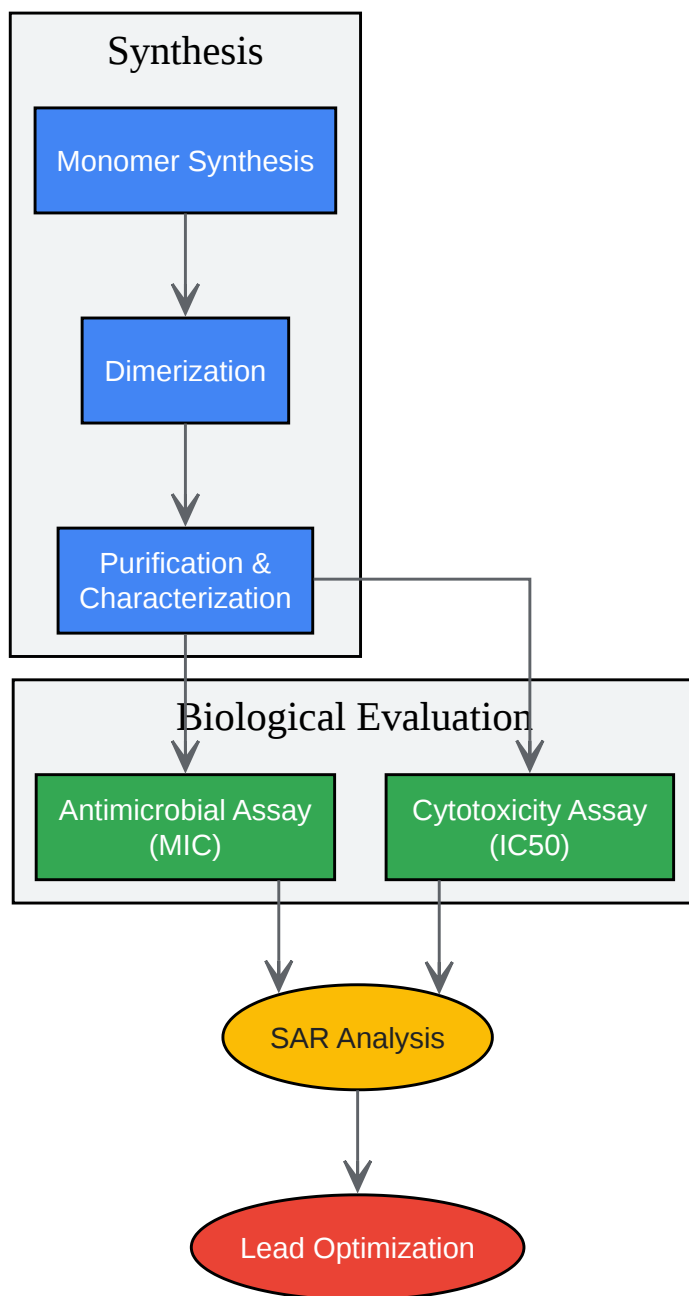 Synthesis
Monomer Synthesis
Dimerization
Purification &
Characterization
Biological Evaluation
Antimicrobial Assay
(MIC)
Cytotoxicity Assay
(IC50)
SAR Analysis
Lead Optimization